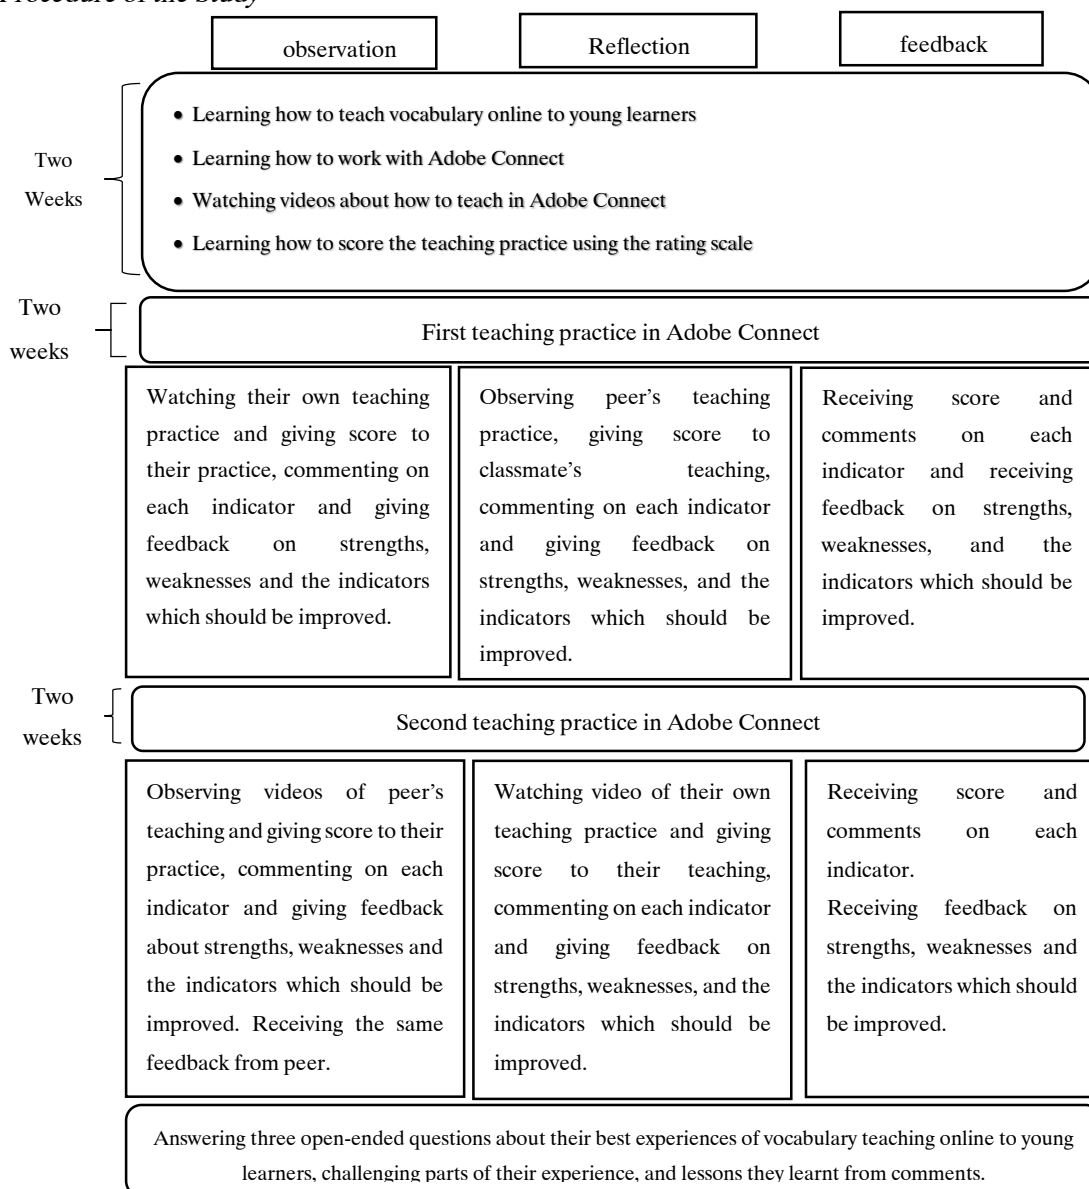 Procedure of the Study
observation
Reflection
feedback
Two
Weeks
• Learning how to teach vocabulary online to young learners
• Learning how to work with Adobe Connect
• Watching videos about how to teach in Adobe Connect
• Learning how to score the teaching practice using the rating scale
Two
weeks
First teaching practice in Adobe Connect
Watching their own teaching
practice and giving score to
their practice, commenting on
each indicator and giving
feedback on strengths,
weaknesses and the indicators
which should be improved.
Observing peer's teaching
practice, giving score to
classmate's teaching,
commenting on each indicator
and giving feedback on
strengths, weaknesses, and the
indicators which should be
improved.
Receiving score and
comments on each
indicator and receiving
feedback on strengths,
weaknesses, and the
indicators which should be
improved.
Two
weeks
Second teaching practice in Adobe Connect
Observing videos of peer's
teaching and giving score to their
practice, commenting on each
indicator and giving feedback
about strengths, weaknesses and
the indicators which should be
improved. Receiving the same
feedback from peer.
Watching video of their own
teaching practice and giving
score to their teaching,
commenting on each indicator
and giving feedback on
strengths, weaknesses, and the
indicators which should be
improved.
Receiving score and
comments on each
indicator.
Receiving feedback on
strengths, weaknesses and
the indicators which should
be improved.
Answering three open-ended questions about their best experiences of vocabulary teaching online to young
learners, challenging parts of their experience, and lessons they learnt from comments.